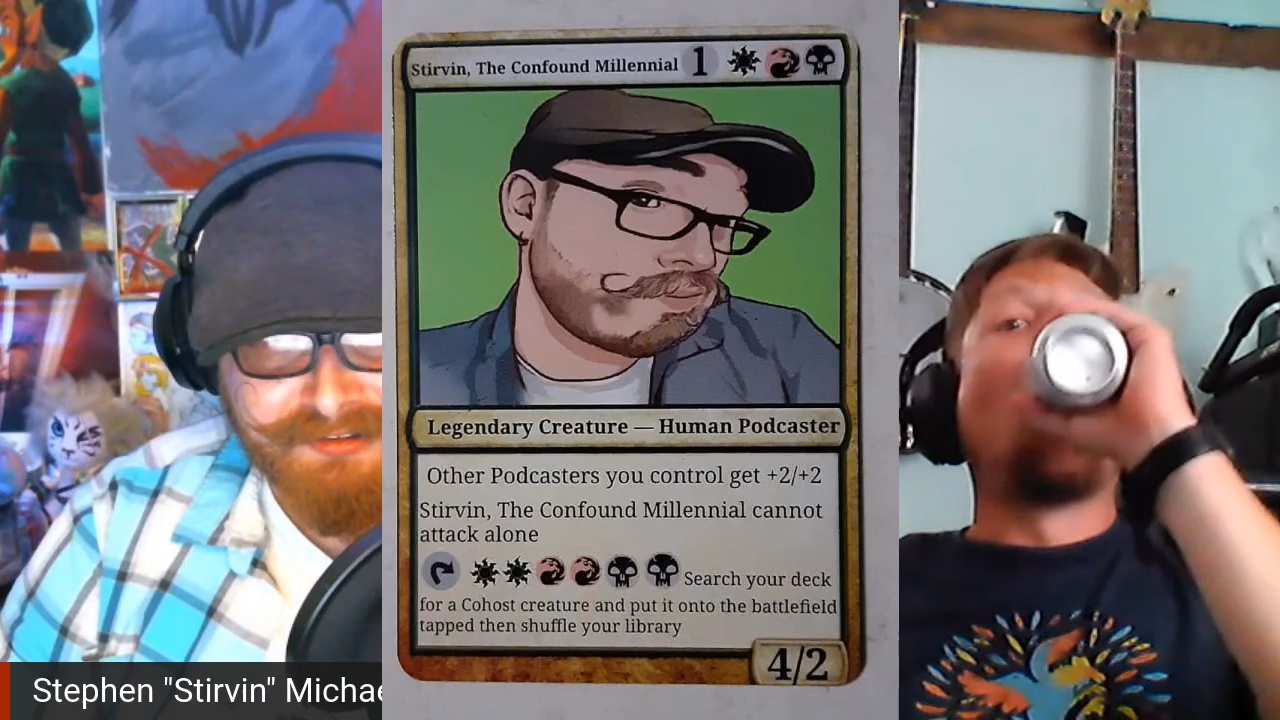 Stirvin, The Confound Millennial 1
Legendary Creature — Human Podcaster
Other Podcasters you control get +2/+2
Stirvin, The Confound Millennial cannot
attack alone
Search your deck
for a Cohost creature and put it onto the battlefield
tapped then shuffle your library
4/2
Stephen "Stirvin" Michae